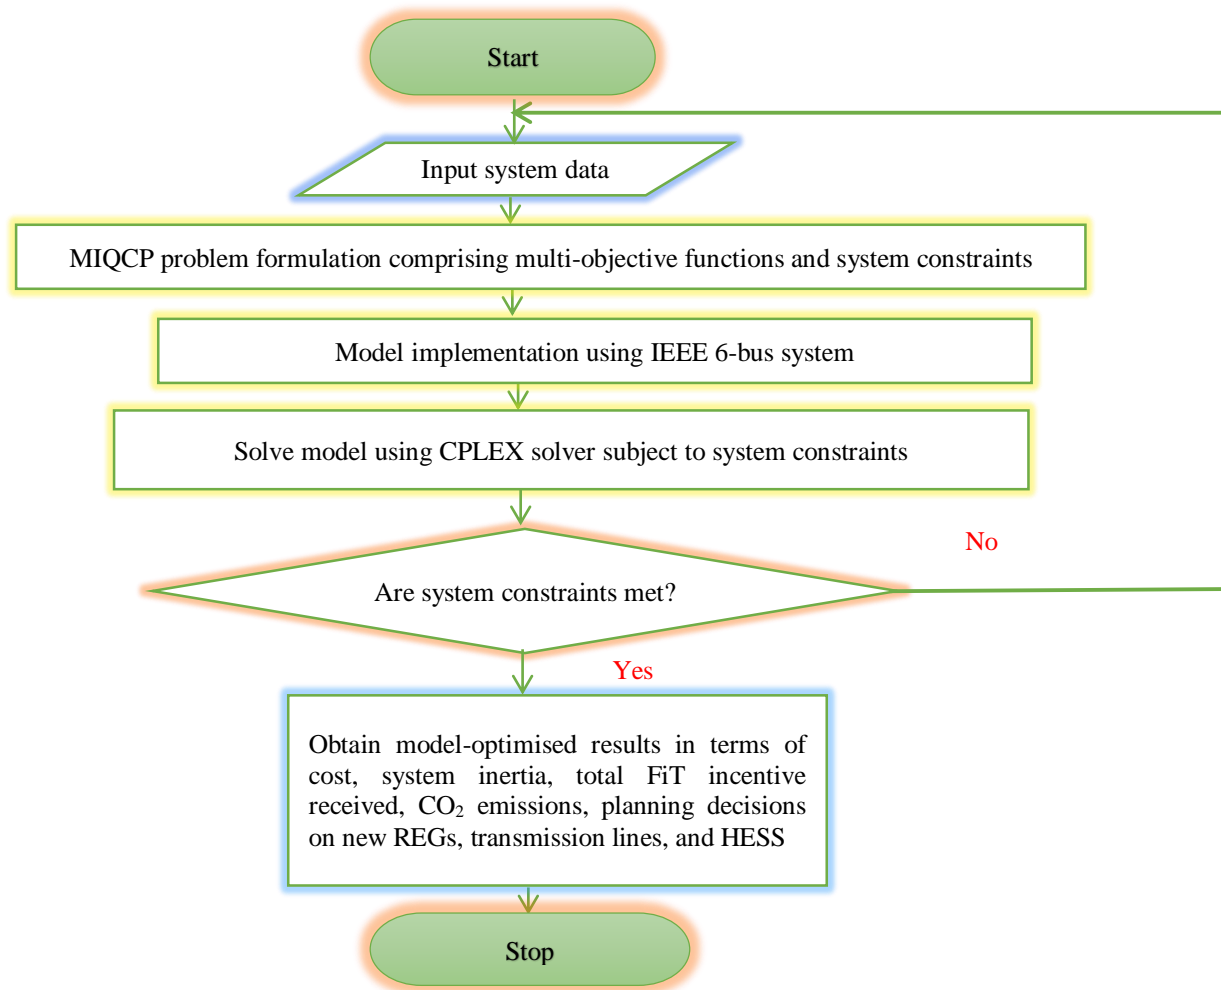 Start
Input system data
MIQCP problem formulation comprising multi-objective functions and system constraints
Model implementation using IEEE 6-bus system
Solve model using CPLEX solver subject to system constraints
No
Are system constraints met?
Yes
Obtain model-optimised results in terms of
cost, system inertia, total FiT incentive
received, CO₂ emissions, planning decisions
on new REGs, transmission lines, and HESS
Stop